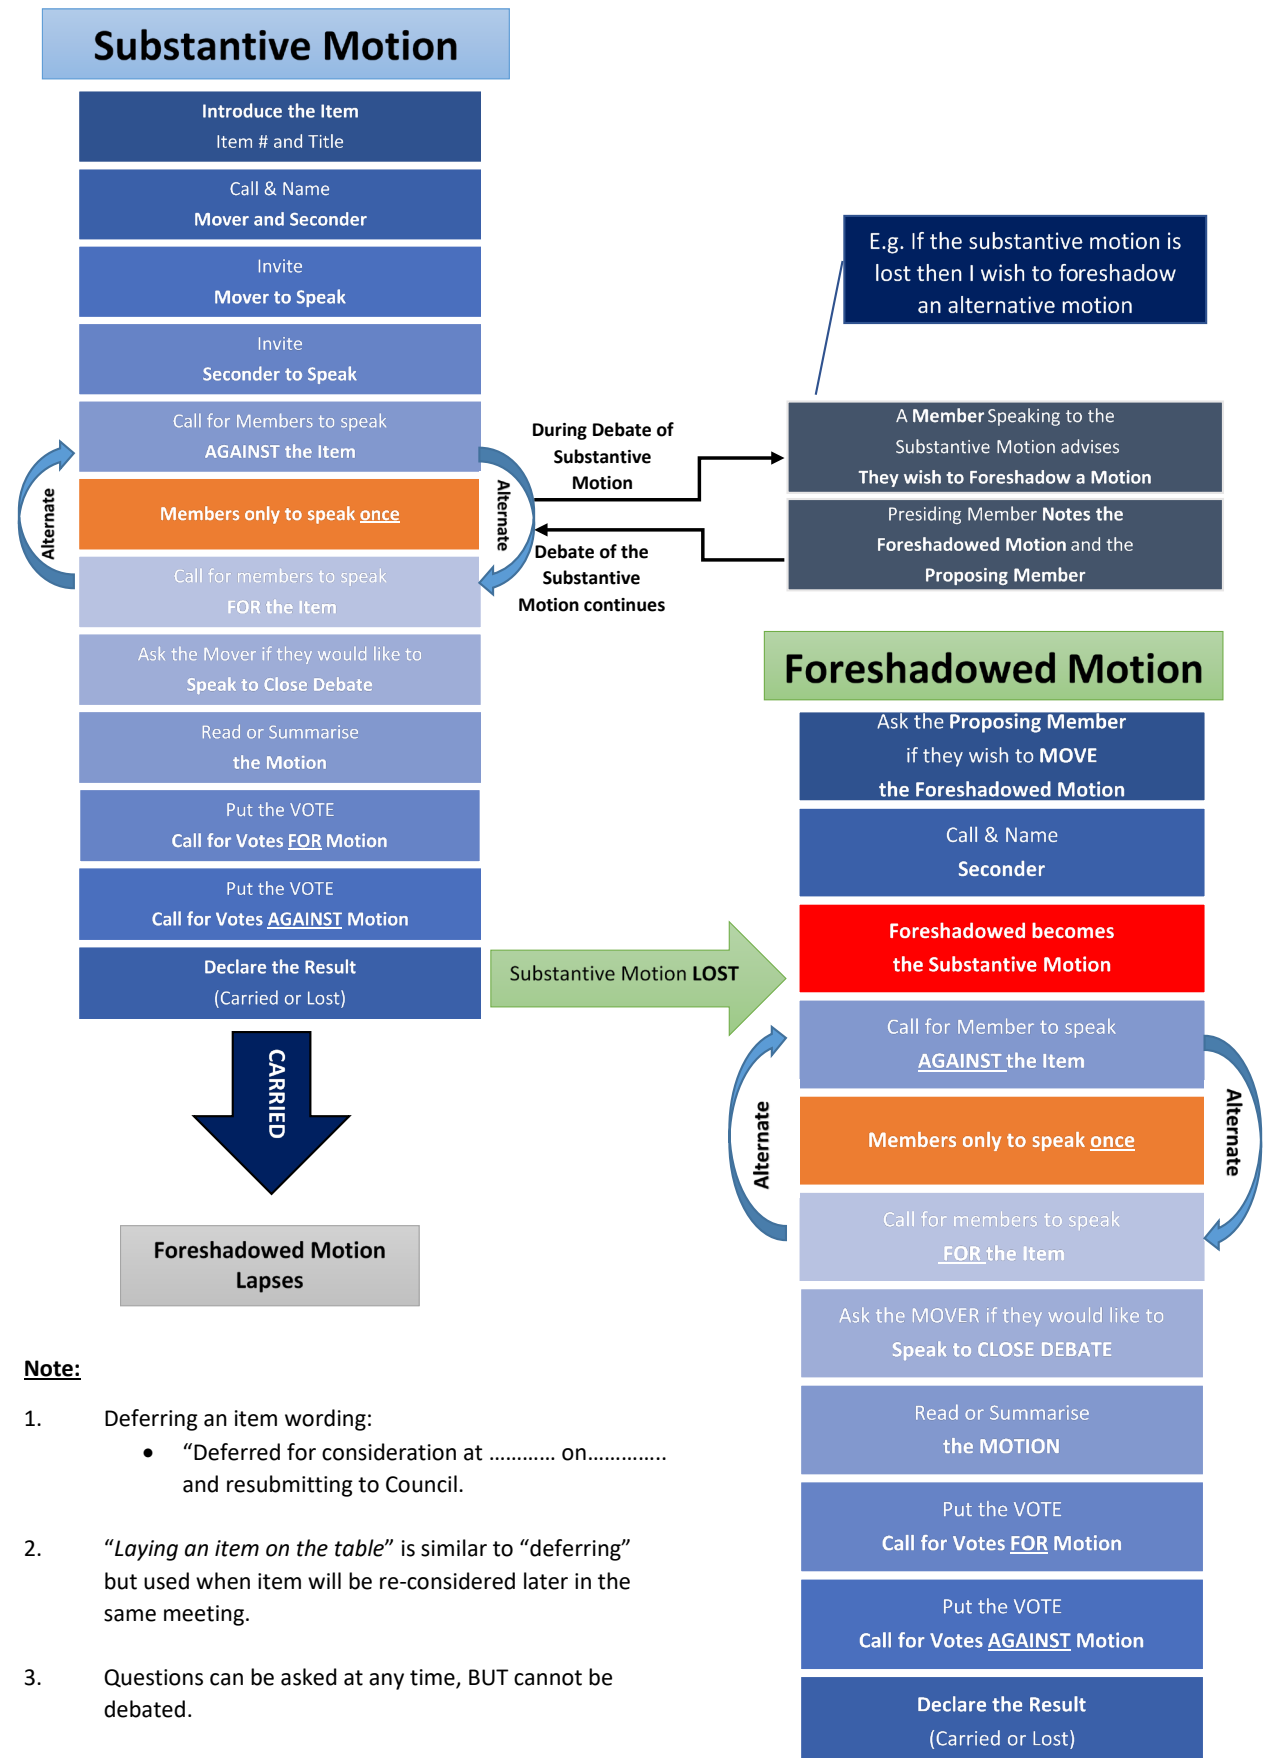 Substantive Motion
Introduce the Item
Item # and Title
Call & Name
Mover and Seconder
Invite
Mover to Speak
Invite
Seconder to Speak
Call for Members to speak
AGAINST the Item
Alternate
Members only to speak once
Alternate
Call for members to speak
FOR the Item
Ask the Mover if they would like to
Speak to Close Debate
Read or Summarise
the Motion
Put the VOTE
Call for Votes FOR Motion
Put the VOTE
Call for Votes AGAINST Motion
Declare the Result
(Carried or Lost)
CARRIED
Foreshadowed Motion
Lapses
During Debate of
Substantive
Motion
Debate of the
Substantive
Motion continues
E.g. If the substantive motion is
lost then I wish to foreshadow
an alternative motion
A Member Speaking to the
Substantive Motion advises
They wish to Foreshadow a Motion
Presiding Member Notes the
Foreshadowed Motion and the
Proposing Member
Substantive Motion LOST
Foreshadowed Motion
Ask the Proposing Member
if they wish to MOVE
the Foreshadowed Motion
Call & Name
Seconder
Foreshadowed becomes
the Substantive Motion
Call for Member to speak
AGAINST the Item
Alternate
Members only to speak once
Alternate
Call for members to speak
FOR the Item
Ask the MOVER if they would like to
Speak to CLOSE DEBATE
Read or Summarise
the MOTION
Put the VOTE
Call for Votes FOR Motion
Put the VOTE
Call for Votes AGAINST Motion
Declare the Result
(Carried or Lost)
Note:
1. Deferring an item wording:
• “Deferred for consideration at ………… on…………..
and resubmitting to Council.
2. “Laying an item on the table” is similar to “deferring”
but used when item will be re-considered later in the
same meeting.
3. Questions can be asked at any time, BUT cannot be
debated.